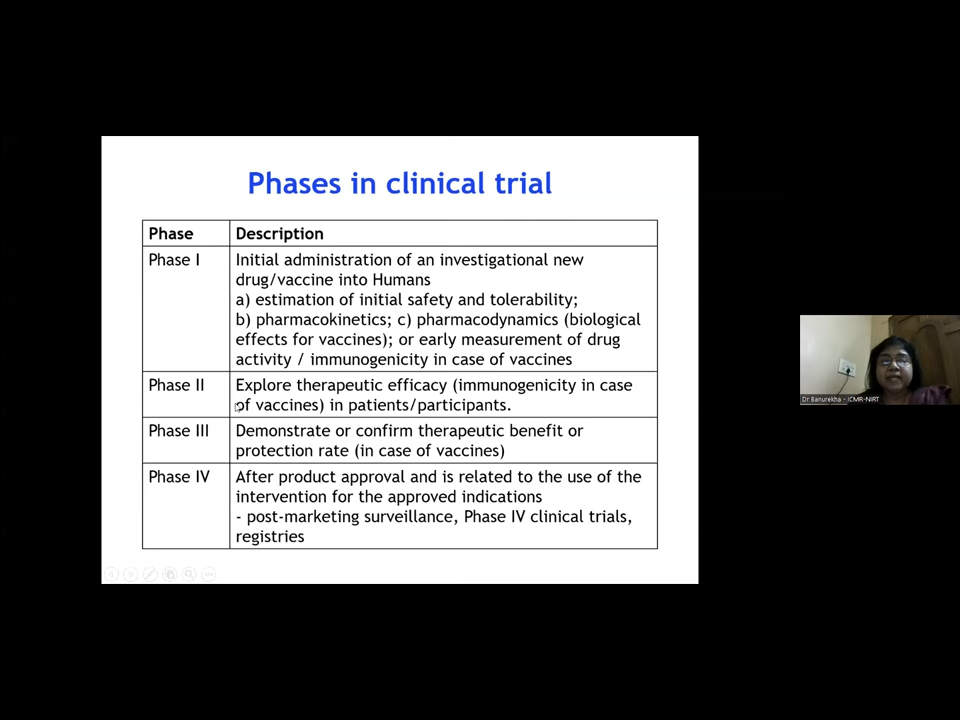 Phases in clinical trial
Phase Description
Phase I Initial administration of an investigational new
drug/vaccine into Humans
a) estimation of initial safety and tolerability;
b) pharmacokinetics; c) pharmacodynamics (biological
effects for vaccines); or early measurement of drug
activity / immunogenicity in case of vaccines
Phase II Explore therapeutic efficacy (immunogenicity in case
of vaccines) in patients/participants.
Phase III Demonstrate or confirm therapeutic benefit or
protection rate (in case of vaccines)
Phase IV After product approval and is related to the use of the
intervention for the approved indications
- post-marketing surveillance, Phase IV clinical trials,
registries
Dr Banurekha - ICMR-NIRT